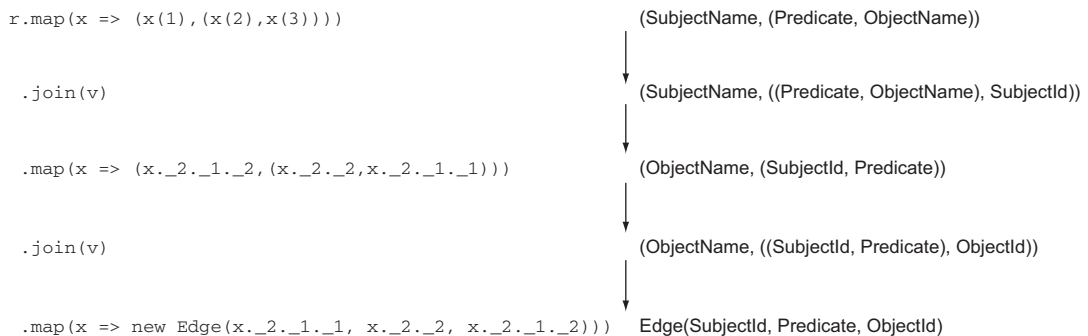 r.map(x => (x(1),(x(2),x(3)))) (SubjectName, (Predicate, ObjectName))
.join(v) (SubjectName, ((Predicate, ObjectName), SubjectId))
.map(x => (x._2._1._2,(x._2._2,x._2._1._1))) (ObjectName, (SubjectId, Predicate))
.join(v) (ObjectName, ((SubjectId, Predicate), ObjectId))
.map(x => new Edge(x._2._1._1, x._2._2, x._2._1._2))) Edge(SubjectId, Predicate, ObjectId)